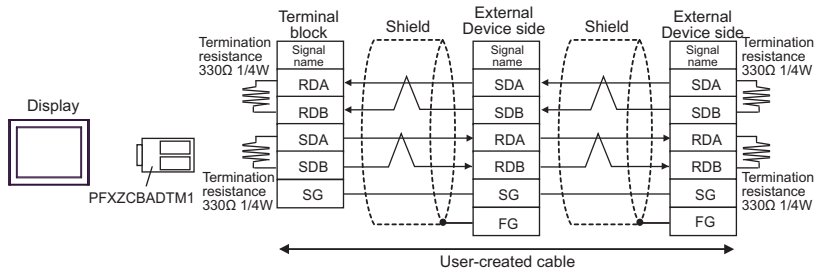 Display
PFXZCBADTM1
Termination
resistance
330Ω 1/4W
Termination
resistance
330Ω 1/4W
Terminal
block
Signal
name
RDA
RDB
SDA
SDB
SG
Shield
External
Device side
Signal
name
SDA
SDB
RDA
RDB
SG
FG
Shield
External
Device side
Signal
name
SDA
SDB
RDA
RDB
SG
FG
Termination
resistance
330Ω 1/4W
Termination
resistance
330Ω 1/4W
User-created cable